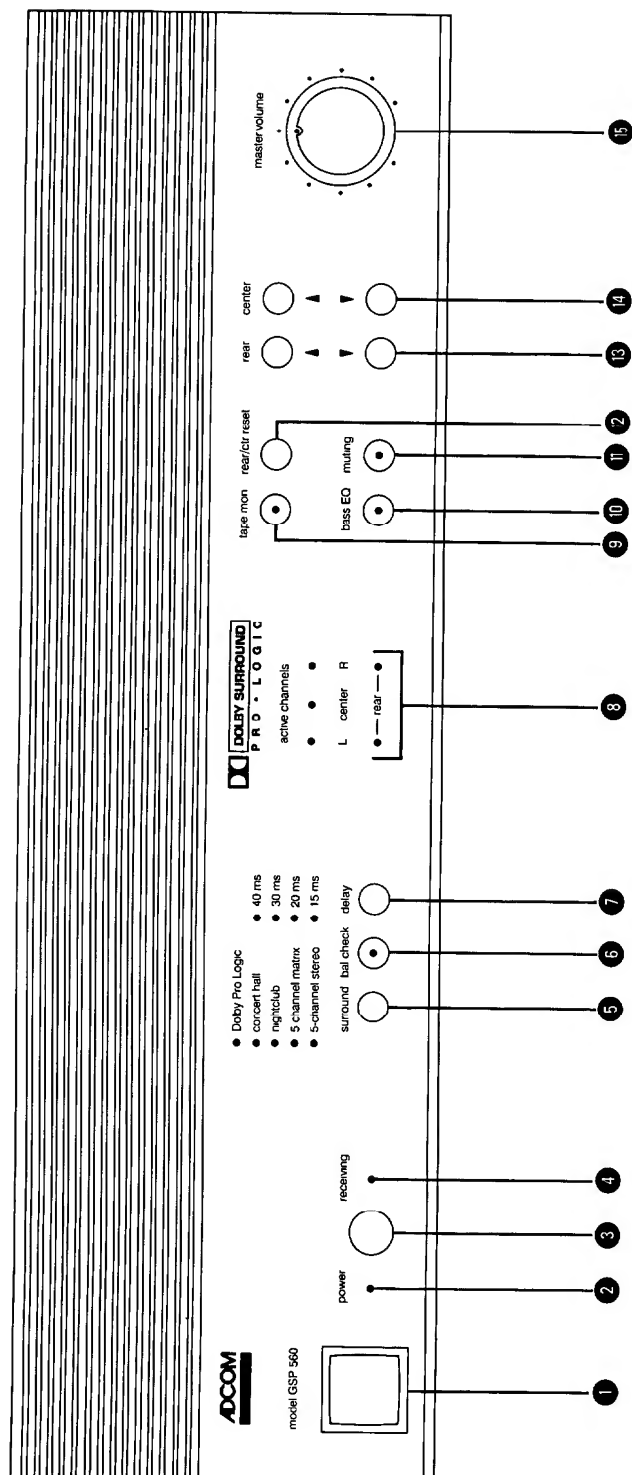 ADCOM
model GSP 560
power
receiving
Dolby Pro Logic
corcert hall
nightclub
5 channel matrix
5-channel stereo
40 ms
30 ms
20 ms
15 ms
surround
bal check
delay
DOLBY SURROUND
PRO • LOGIC
active channels
L center R
rear
tape mon
rear/ctr reset
bass EQ
muting
rear
center
master volume
1
2
3
4
5
6
7
8
9
10
11
12
13
14
15